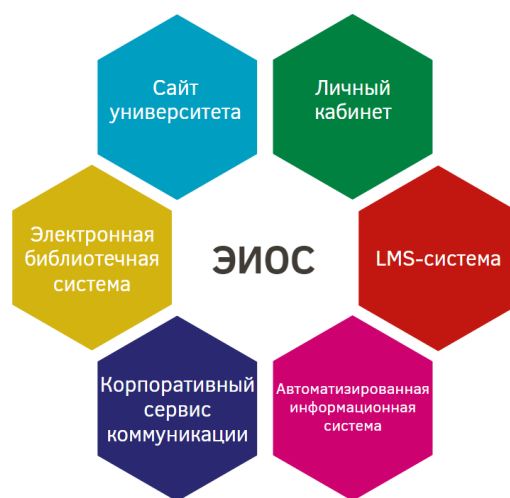 Сайт
университета
Личный
кабинет
Электронная
библиотечная
система
ЭИОС
LMS-система
Корпоративный
сервис
коммуникации
Автоматизированная
информационная
система